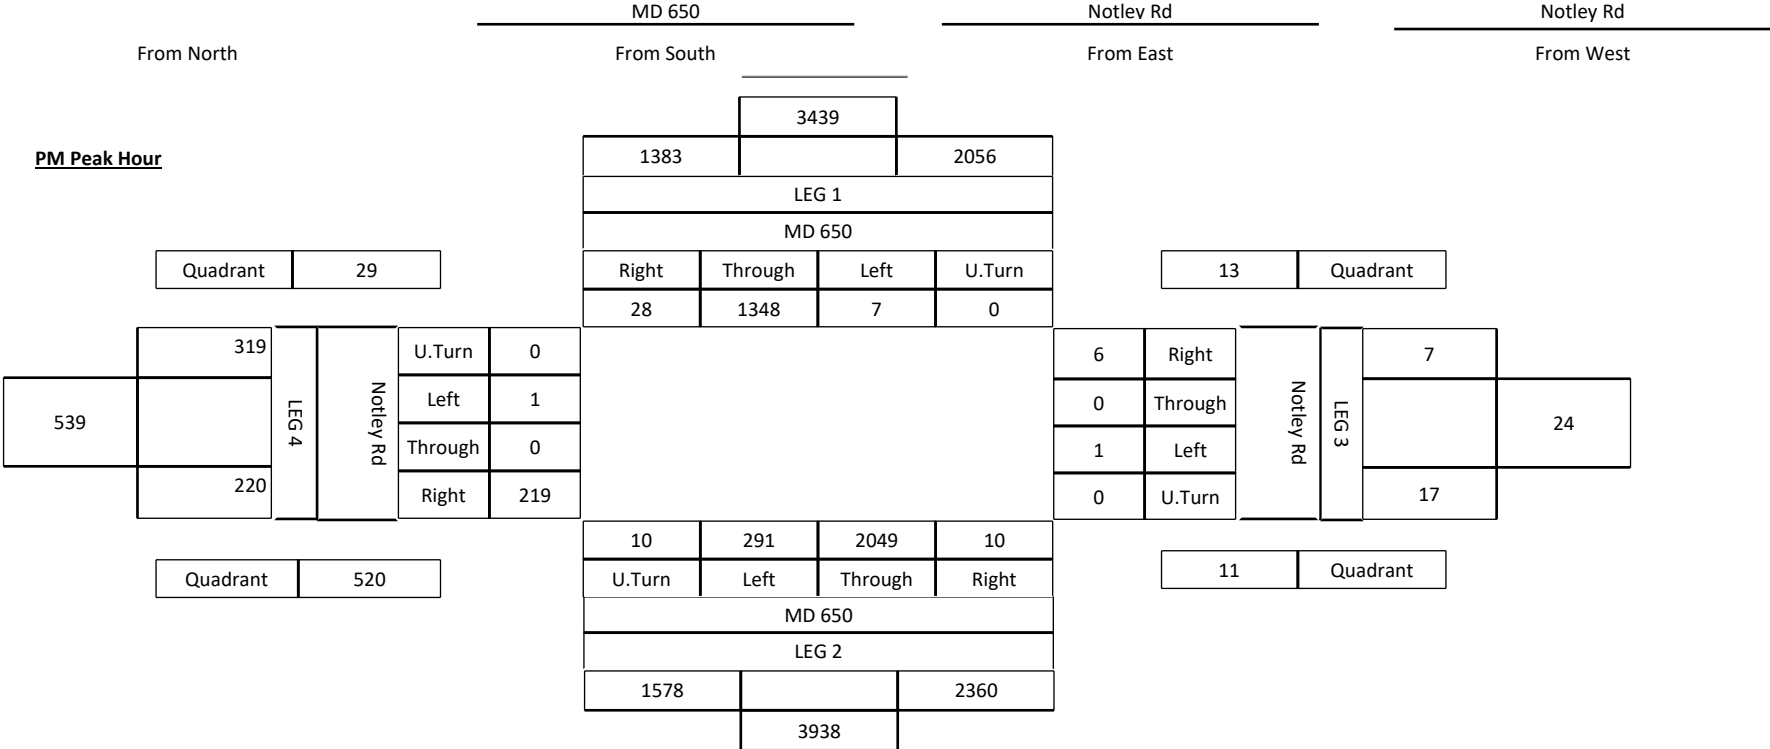 MD 650 Notley Rd Notley Rd
From North From South From East From West
3439
PM Peak Hour
1383 2056
LEG 1
MD 650
Quadrant 29
Right Through Left U.Turn
28 1348 7 0
13 Quadrant
319
539
220
LEG 4
Notley Rd
U.Turn 0
Left 1
Through 0
Right 219
6 Right
0 Through
1 Left
0 U.Turn
Notley Rd
LEG 3
7
24
17
Quadrant 520
10 291 2049 10
U.Turn Left Through Right
11 Quadrant
MD 650
LEG 2
1578 2360
3938